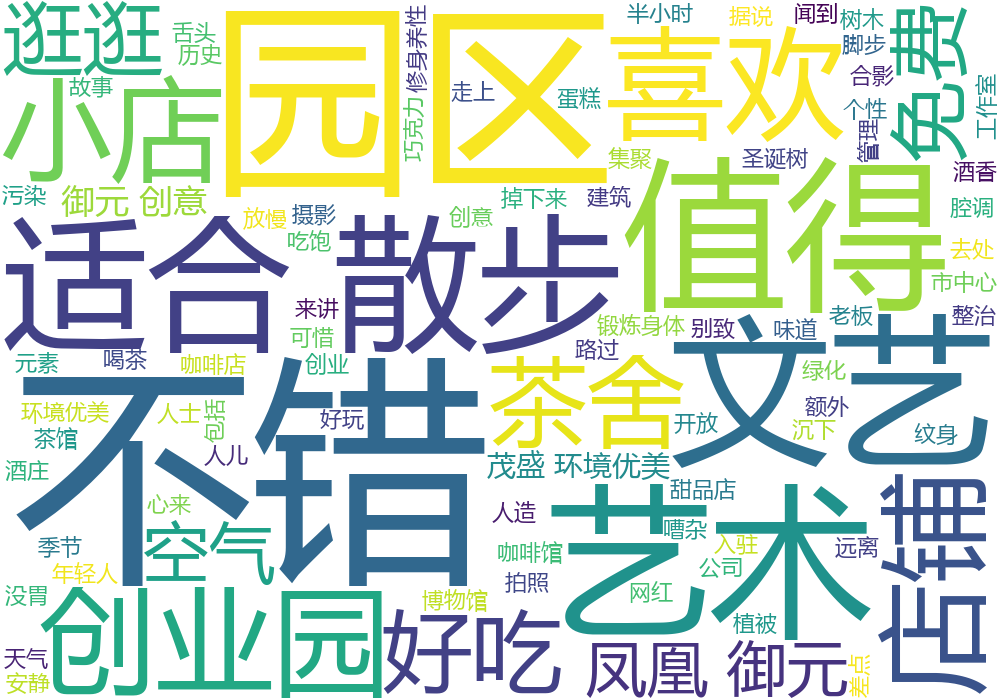 逛逛
舌头
历史
园区
修身养性
半小时
据说
闻到
树木
免费
喜欢
脚步
合影
工作室
小店
故事
走上
蛋糕
个性
巧克力
管理
集聚
圣诞树
酒香
污染
御元 创意
掉下来
建筑
值得
腔调
放慢
摄影
创意
吃饱
去处
适合
散步
市中心
来讲
可惜
锻炼身体
别致
味道
老板
整治
路过
文艺
元素
喝茶
咖啡店
创业
茶舍
绿化
不错
环境优美
人士
包括
好玩
开放
额外
沉下
纹身
茶馆
人儿
酒庄
茂盛 环境优美
甜品店
店铺
心来
人造
艺术
嘈杂
空气
季节
咖啡馆
入驻
远离
年轻人
拍照
网红
公司
没胃
创业园
博物馆
好吃
植被
天气
安静
凤凰 御元
差点